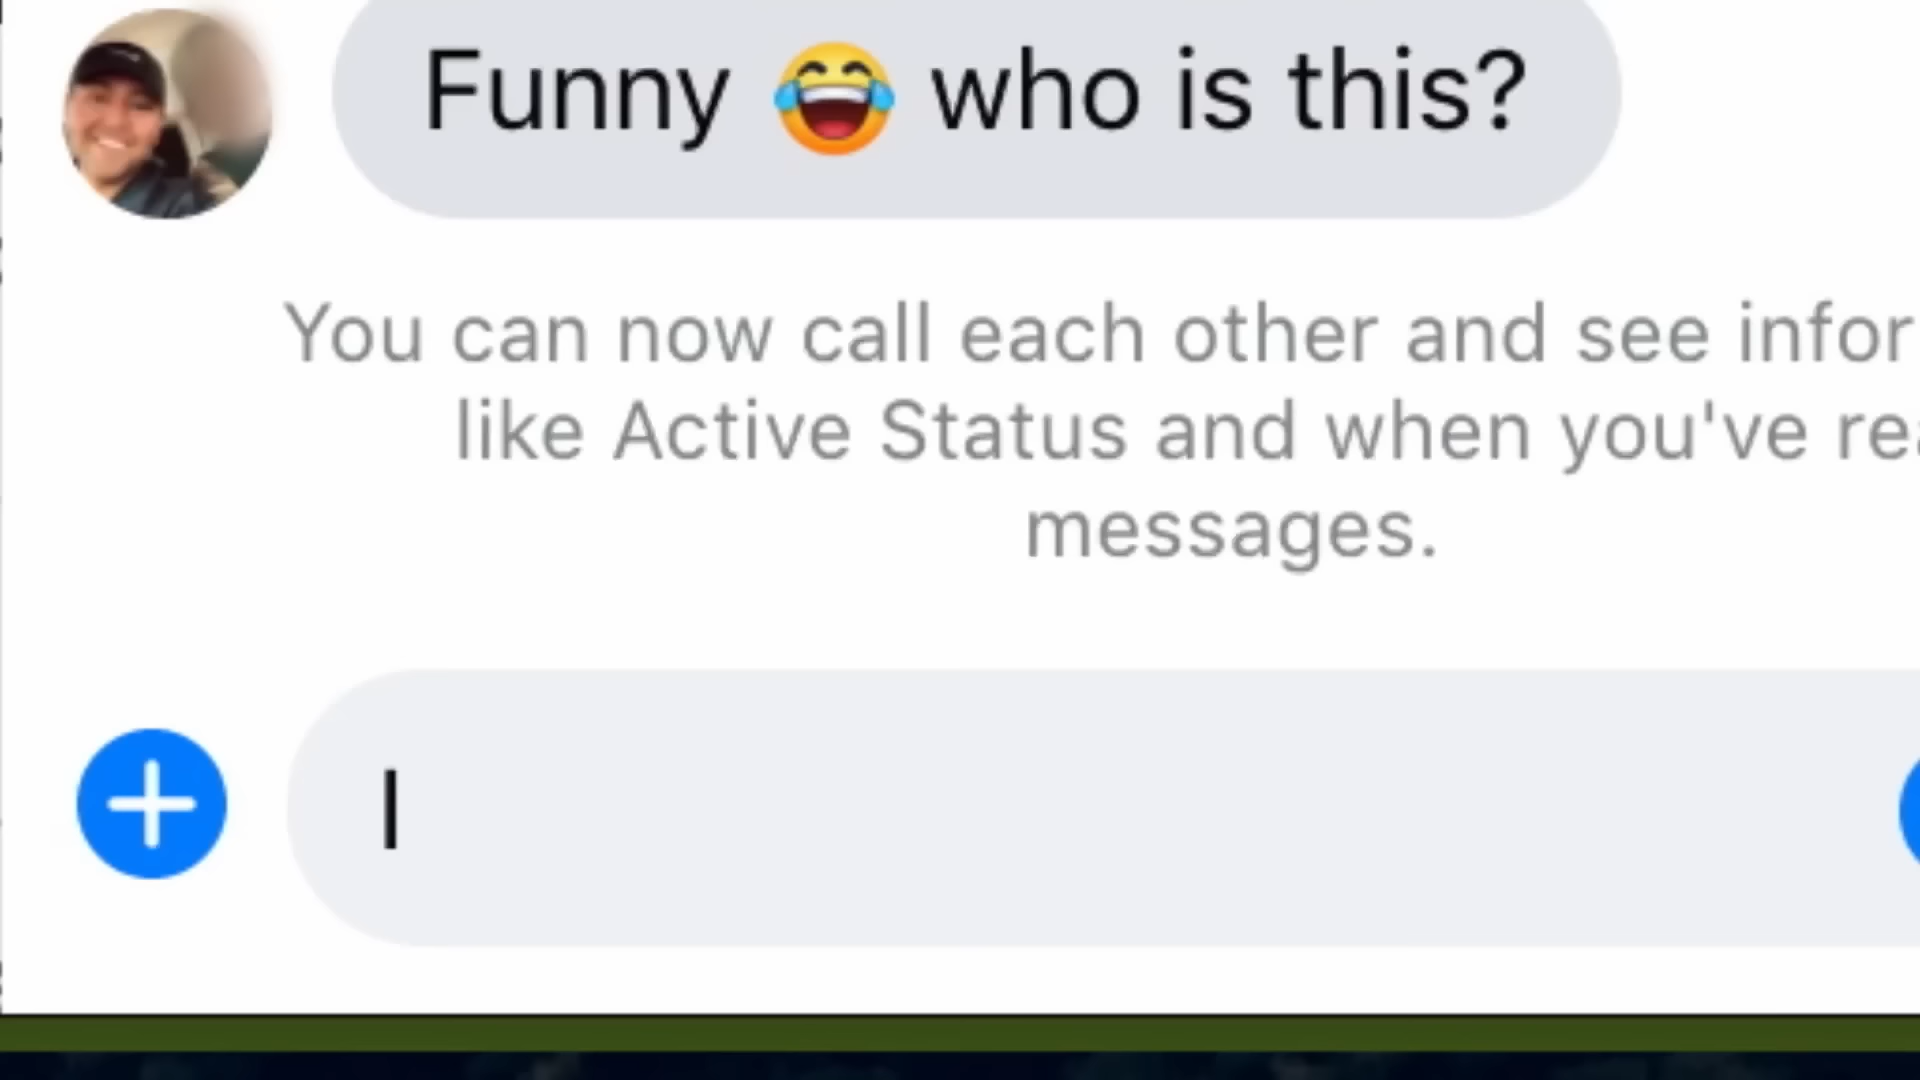 Funny 😂 who is this?
You can now call each other and see infor
like Active Status and when you've rea
messages.